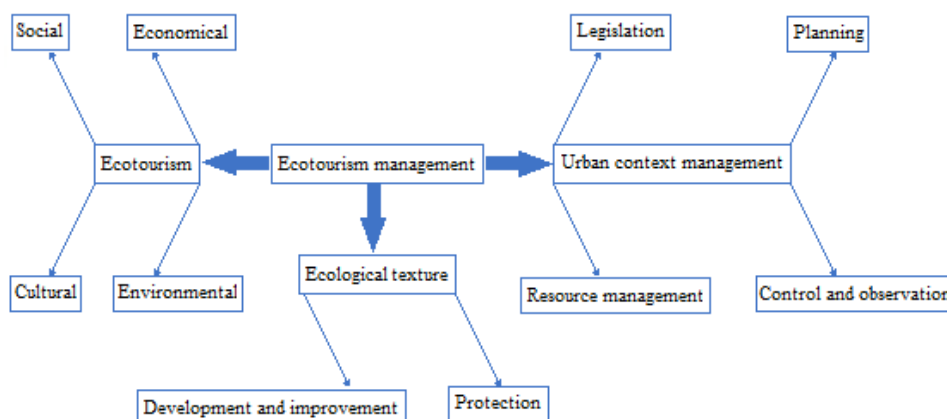 Social
Economical
Legislation
Planning
Ecotourism
Ecotourism management
Urban context management
Ecological texture
Cultural
Environmental
Resource management
Control and observation
Development and improvement
Protection